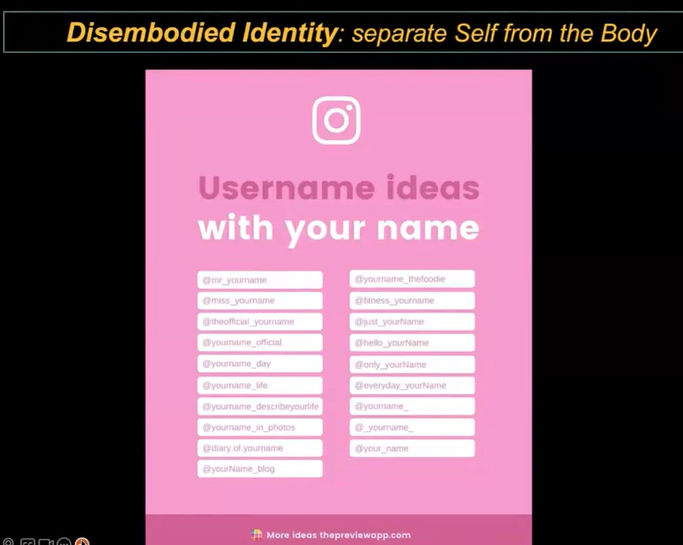 Disembodied Identity: separate Self from the Body
Username ideas
with your name
@mr_yourname
@miss_yourname
@theofficial_yourname
@yourname_official
@yourname_day
@yourname_life
@yourname_describeyourlife
@yourname_in_photos
@diary.of.yourname
@yourName_blog
@yourname_thefoodie
@fitness_yourname
@just_yourName
@hello_yourName
@only_yourName
@everyday_yourName
@yourname_
@_yourname_
@your_name
More ideas thepreviewapp.com